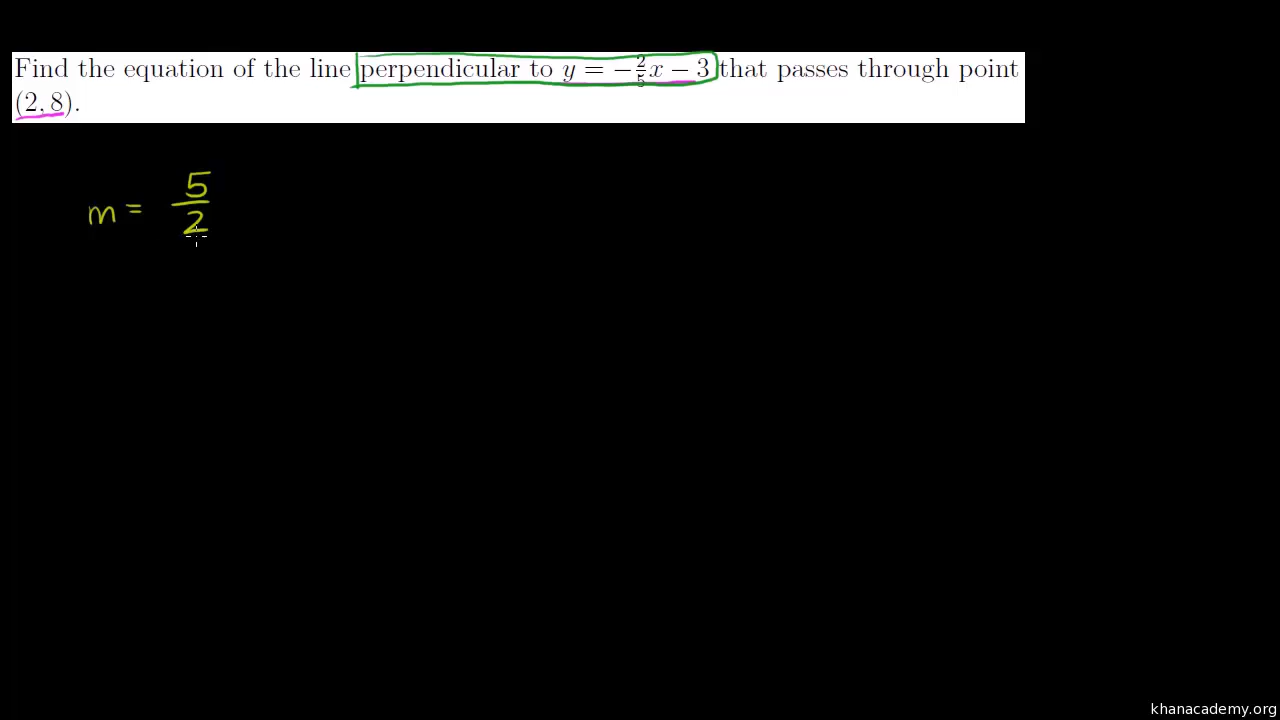 Find the equation of the line perpendicular to y = −2/5x − 3 that passes through point
(2, 8).
m = 5/2
khanacademy.org